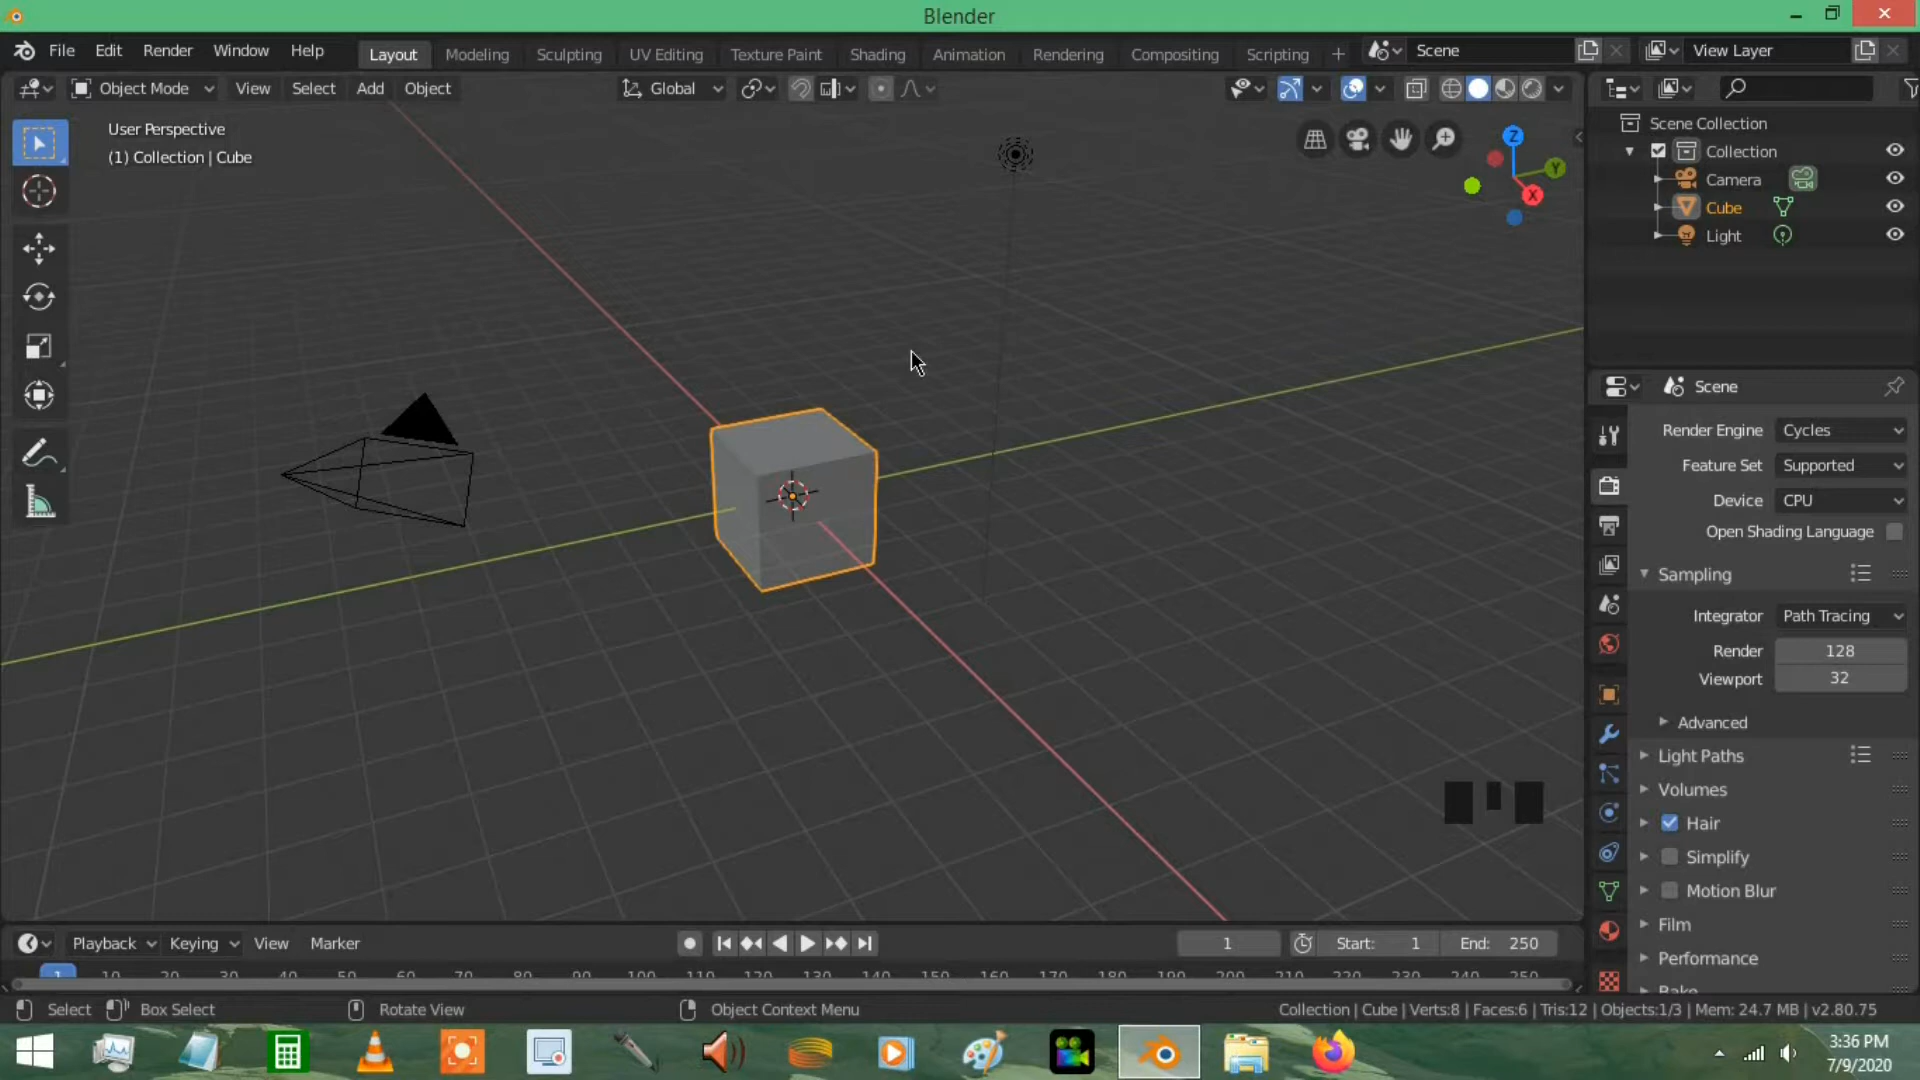 Blender
File Edit Render Window Help Layout Modeling Sculpting UV Editing Texture Paint Shading Animation Rendering Compositing Scripting + Scene View Layer
Object Mode View Select Add Object Global
User Perspective
(1) Collection | Cube
Z
Y
X
Scene Collection
Collection
Camera
Cube
Light
Scene
Render Engine Cycles
Feature Set Supported
Device CPU
Open Shading Language
Sampling
Integrator Path Tracing
Render 128
Viewport 32
Advanced
Light Paths
Volumes
Hair
Simplify
Motion Blur
Film
Performance
Bake
Playback Keying View Marker 1 Start: 1 End: 250
1 10 20 30 40 50 60 70 80 90 100 110 120 130 140 150 160 170 180 190 200 210 220 230 240 250
Select Box Select Rotate View Object Context Menu Collection | Cube | Verts:8 | Faces:6 | Tris:12 | Objects:1/3 | Mem: 24.7 MB | v2.80.75
3:36 PM
7/9/2020